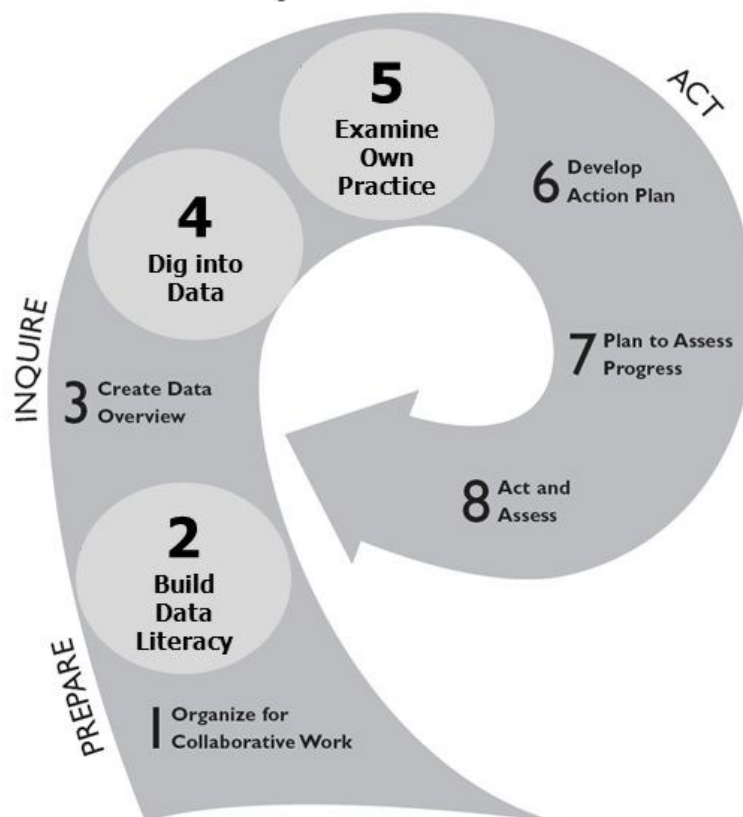 ACT
5
Examine
Own
Practice
6 Develop
Action Plan
4
Dig into
Data
INQUIRE
7 Plan to Assess
Progress
3 Create Data
Overview
8 Act and
Assess
2
Build
Data
Literacy
PREPARE
1 Organize for
Collaborative Work